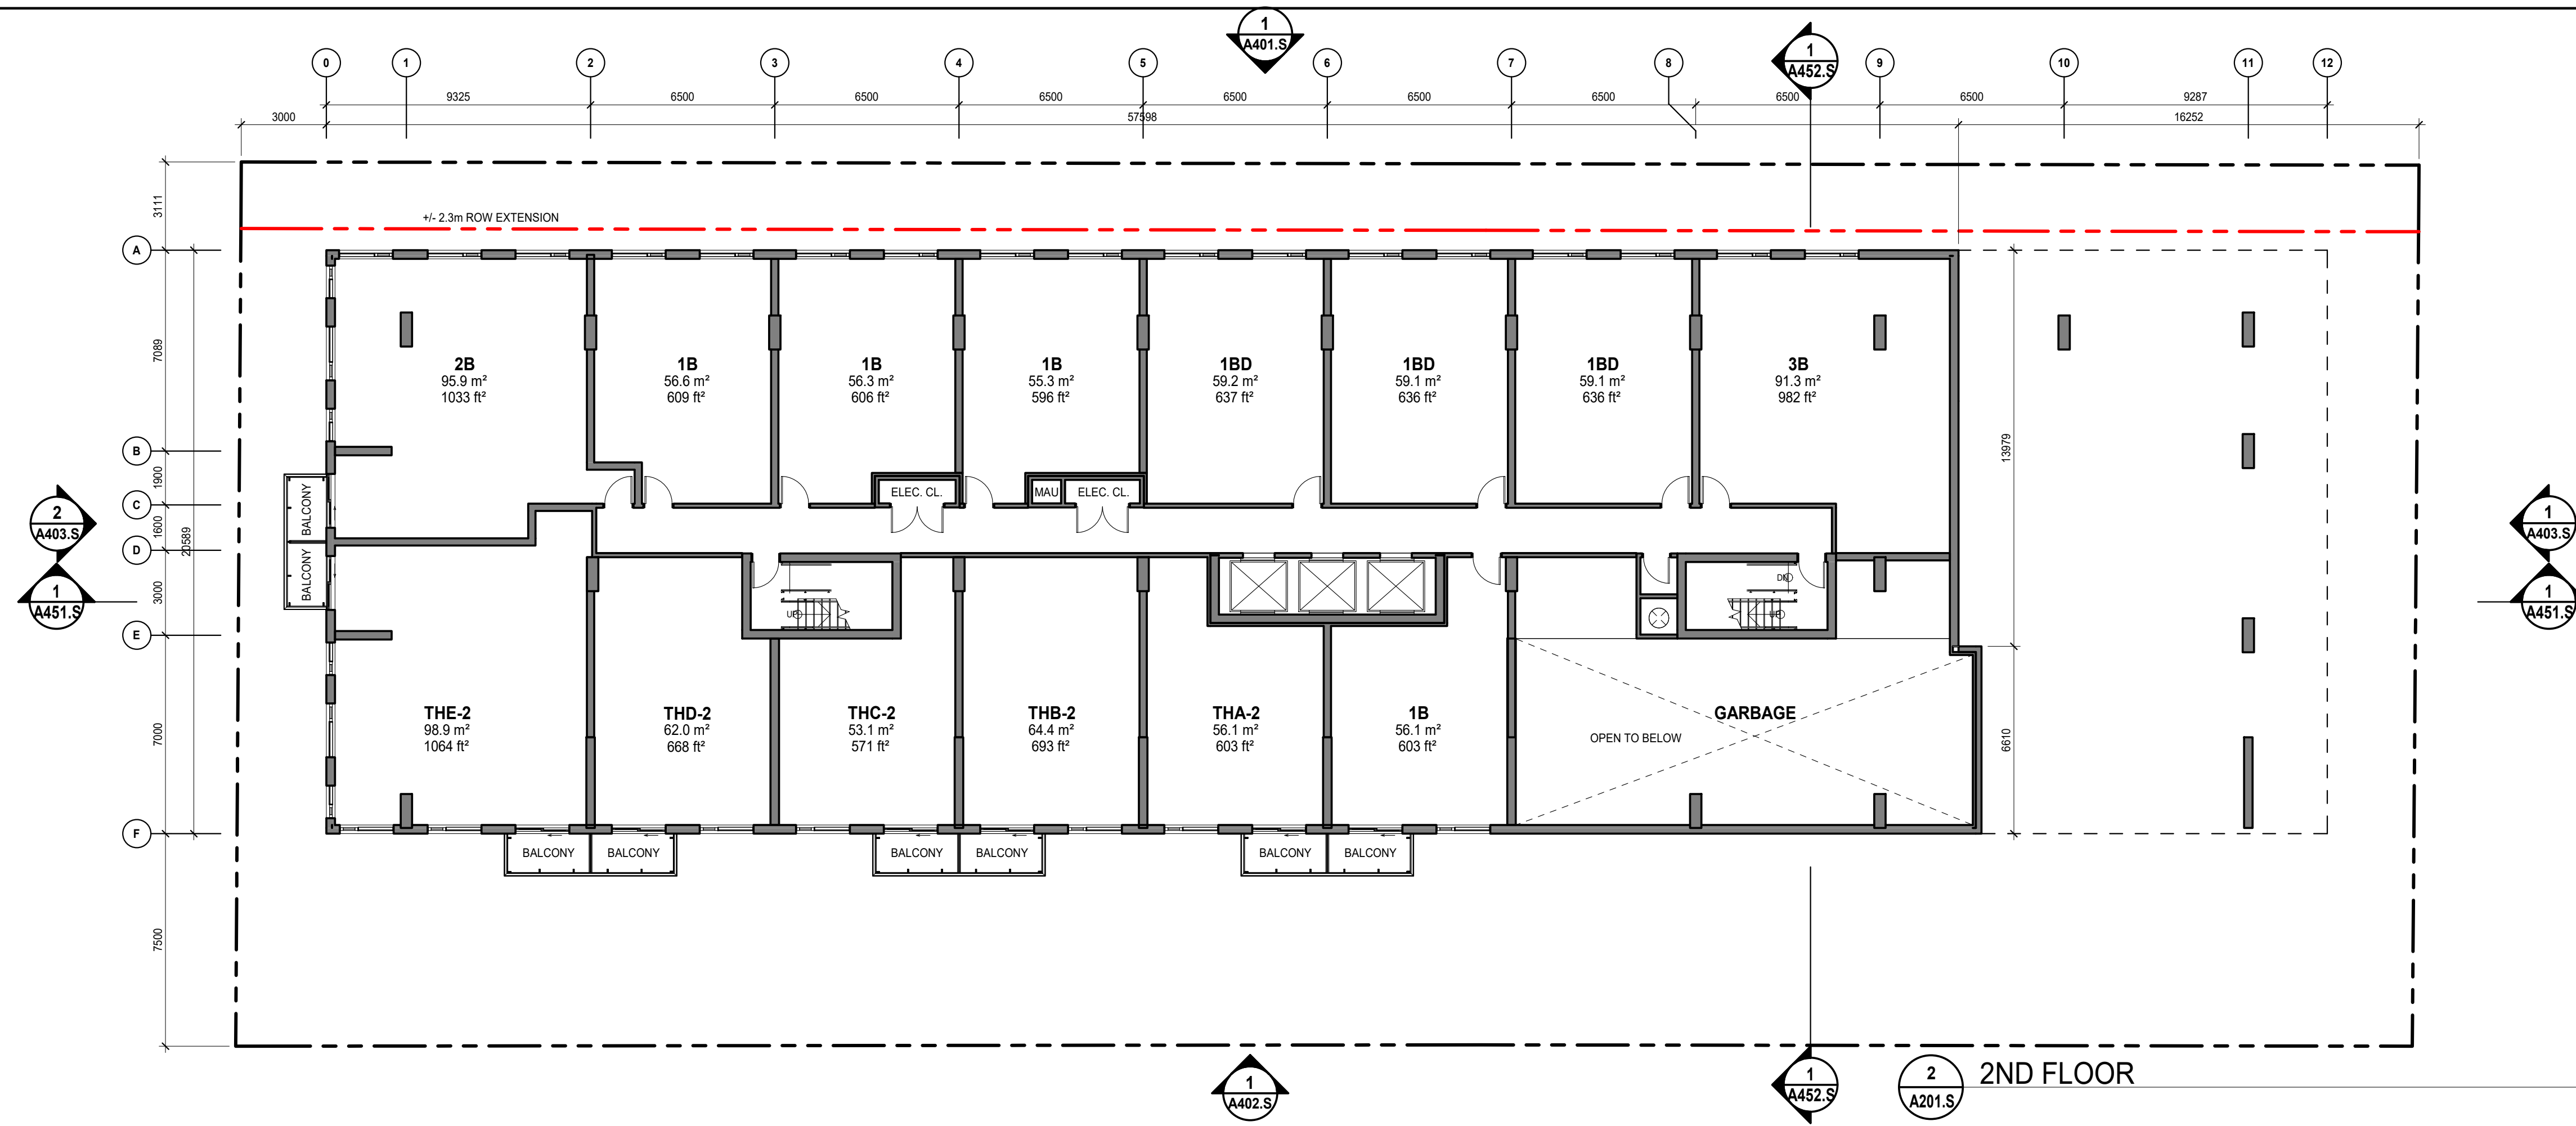 1
A401.S
1
A452.S
0
1
2
3
4
5
6
7
8
9
10
11
12
9325
6500
6500
6500
6500
6500
6500
6500
6500
9287
3000
57598
16252
3111
+/- 2.3m ROW EXTENSION
A
7089
2B
95.9 m²
1033 ft²
1B
56.6 m²
609 ft²
1B
56.3 m²
606 ft²
1B
55.3 m²
596 ft²
1BD
59.2 m²
637 ft²
1BD
59.1 m²
636 ft²
1BD
59.1 m²
636 ft²
3B
91.3 m²
982 ft²
13979
B
1900
C
1600
D
20589
3000
E
7000
F
7500
BALCONY
BALCONY
ELEC. CL.
MAU
ELEC. CL.
2
A403.S
1
A451.S
1
A403.S
1
A451.S
UP
DN
UP
THE-2
98.9 m²
1064 ft²
THD-2
62.0 m²
668 ft²
THC-2
53.1 m²
571 ft²
THB-2
64.4 m²
693 ft²
THA-2
56.1 m²
603 ft²
1B
56.1 m²
603 ft²
GARBAGE
OPEN TO BELOW
6610
BALCONY
BALCONY
BALCONY
BALCONY
BALCONY
BALCONY
1
A402.S
1
A452.S
2
A201.S
2ND FLOOR